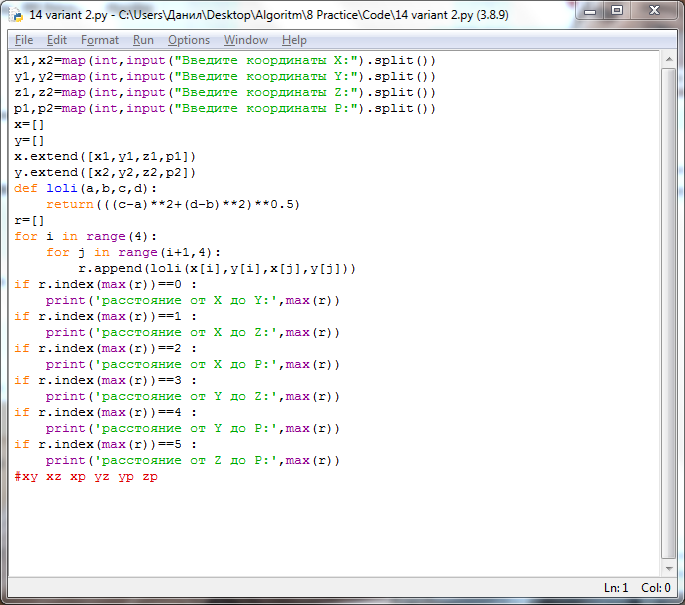 14 variant 2.py - C:\Users\Данил\Desktop\Algoritm\8 Practice\Code\14 variant 2.py (3.8.9)
File Edit Format Run Options Window Help
x1,x2=map(int,input("Введите координаты X:").split())
y1,y2=map(int,input("Введите координаты Y:").split())
z1,z2=map(int,input("Введите координаты Z:").split())
p1,p2=map(int,input("Введите координаты P:").split())
x=[]
y=[]
x.extend([x1,y1,z1,p1])
y.extend([x2,y2,z2,p2])
def loli(a,b,c,d):
    return(((c-a)**2+(d-b)**2)**0.5)
r=[]
for i in range(4):
    for j in range(i+1,4):
        r.append(loli(x[i],y[i],x[j],y[j]))
if r.index(max(r))==0 :
    print('расстояние от X до Y:',max(r))
if r.index(max(r))==1 :
    print('расстояние от X до Z:',max(r))
if r.index(max(r))==2 :
    print('расстояние от X до P:',max(r))
if r.index(max(r))==3 :
    print('расстояние от Y до Z:',max(r))
if r.index(max(r))==4 :
    print('расстояние от Y до P:',max(r))
if r.index(max(r))==5 :
    print('расстояние от Z до P:',max(r))
#xy xz xp yz yp zp
Ln: 1 Col: 0